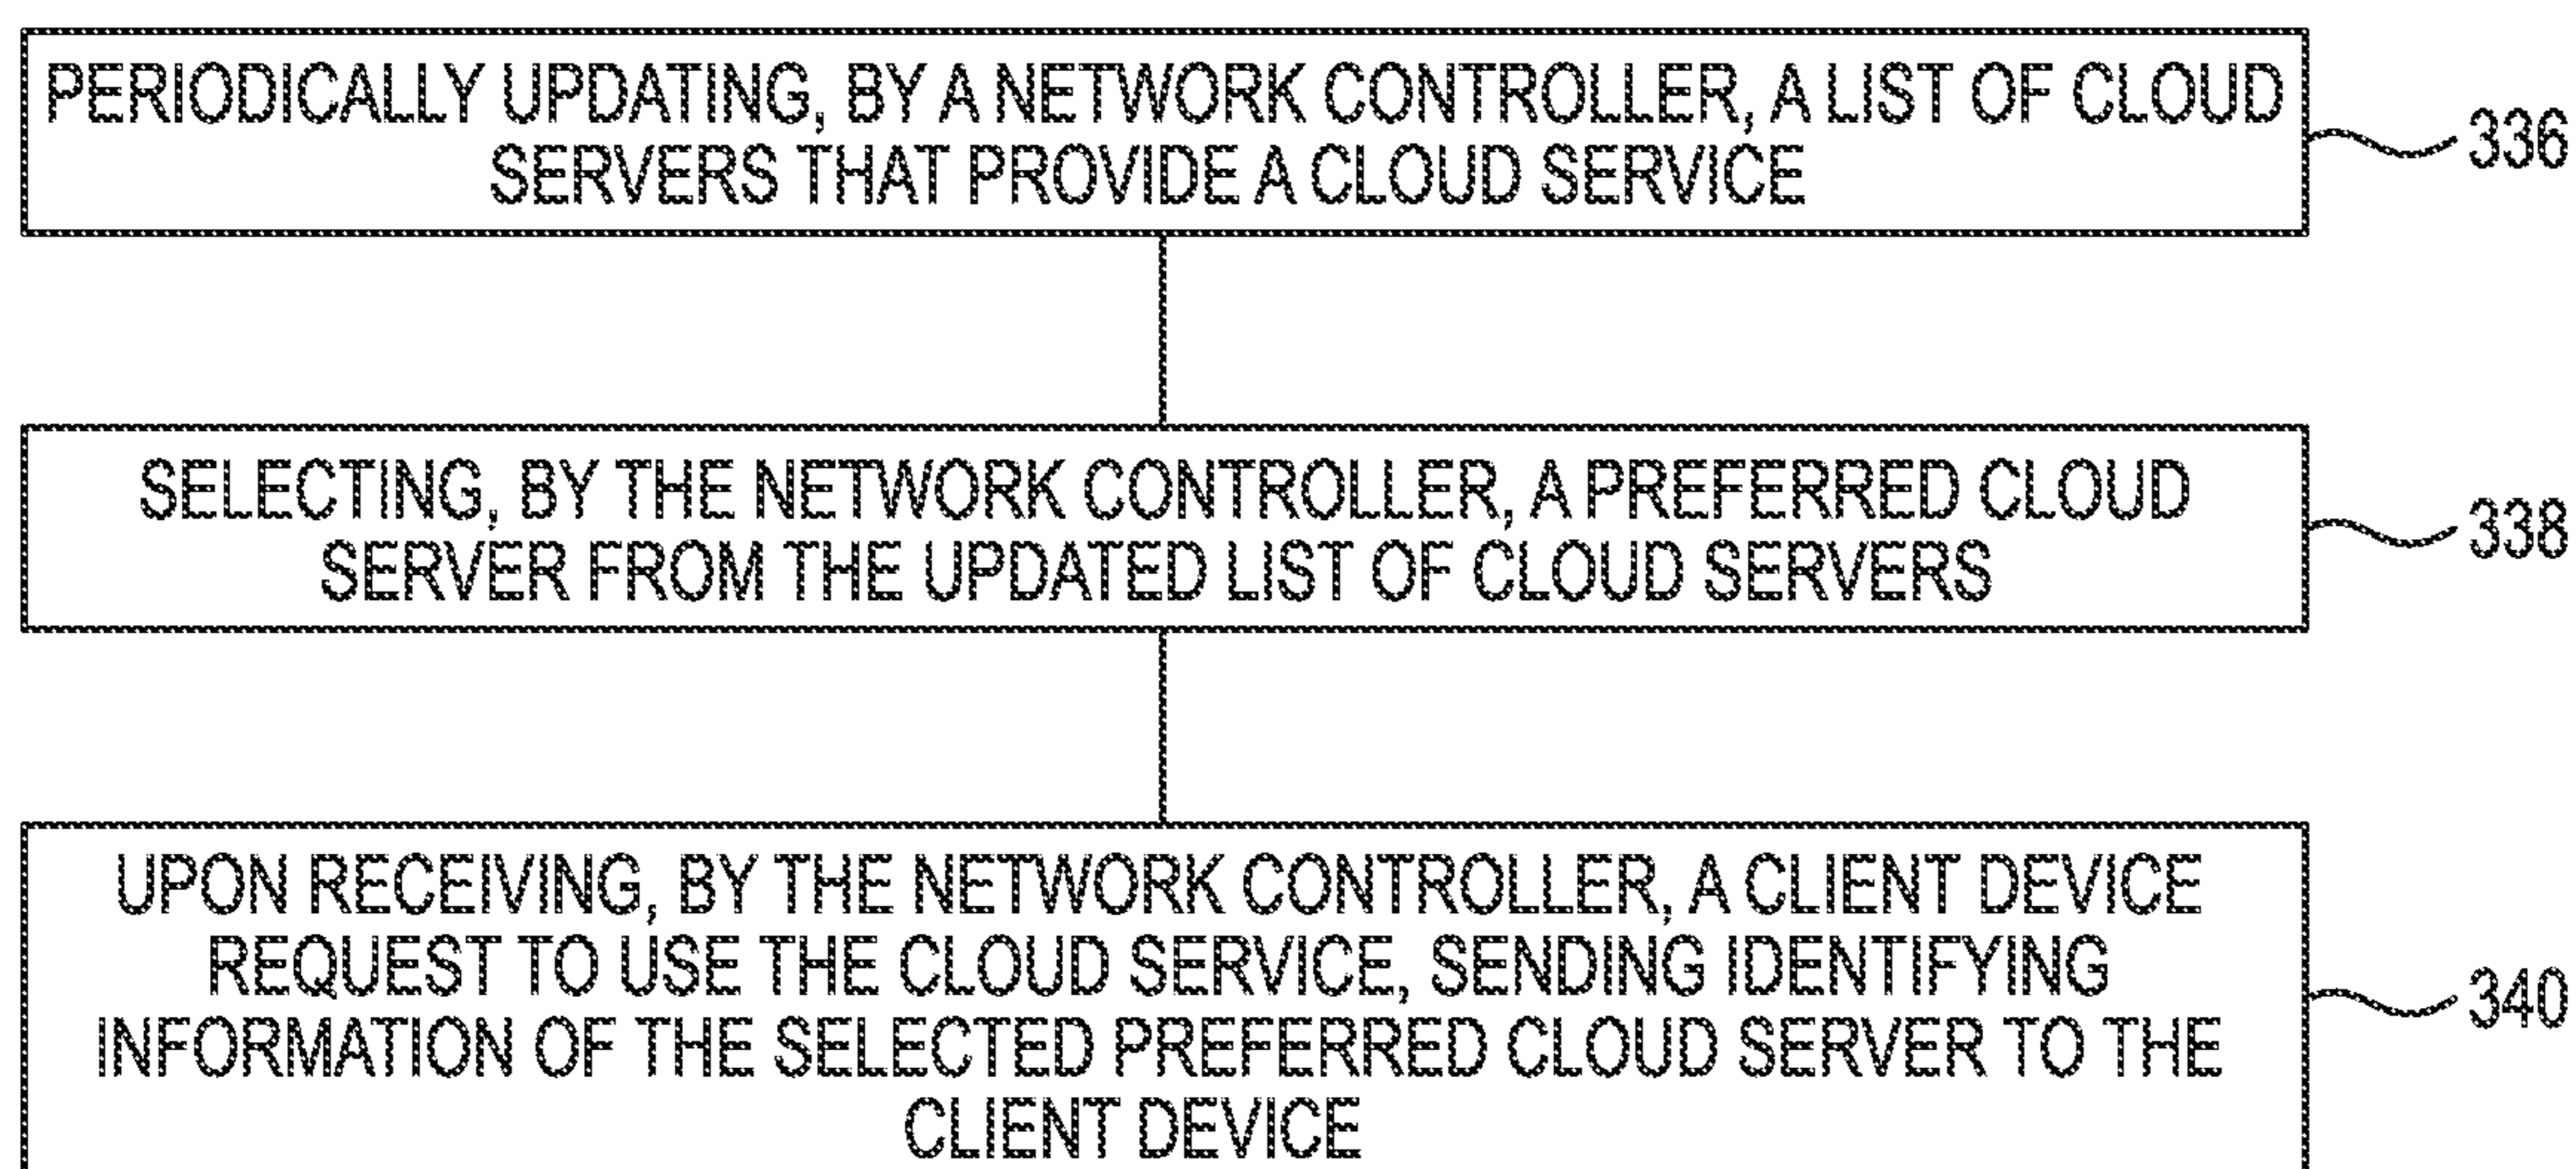 PERIODICALLY UPDATING, BY A NETWORK CONTROLLER, A LIST OF CLOUD
SERVERS THAT PROVIDE A CLOUD SERVICE
336
SELECTING, BY THE NETWORK CONTROLLER, A PREFERRED CLOUD
SERVER FROM THE UPDATED LIST OF CLOUD SERVERS
338
UPON RECEIVING, BY THE NETWORK CONTROLLER, A CLIENT DEVICE
REQUEST TO USE THE CLOUD SERVICE, SENDING IDENTIFYING
INFORMATION OF THE SELECTED PREFERRED CLOUD SERVER TO THE
CLIENT DEVICE
340